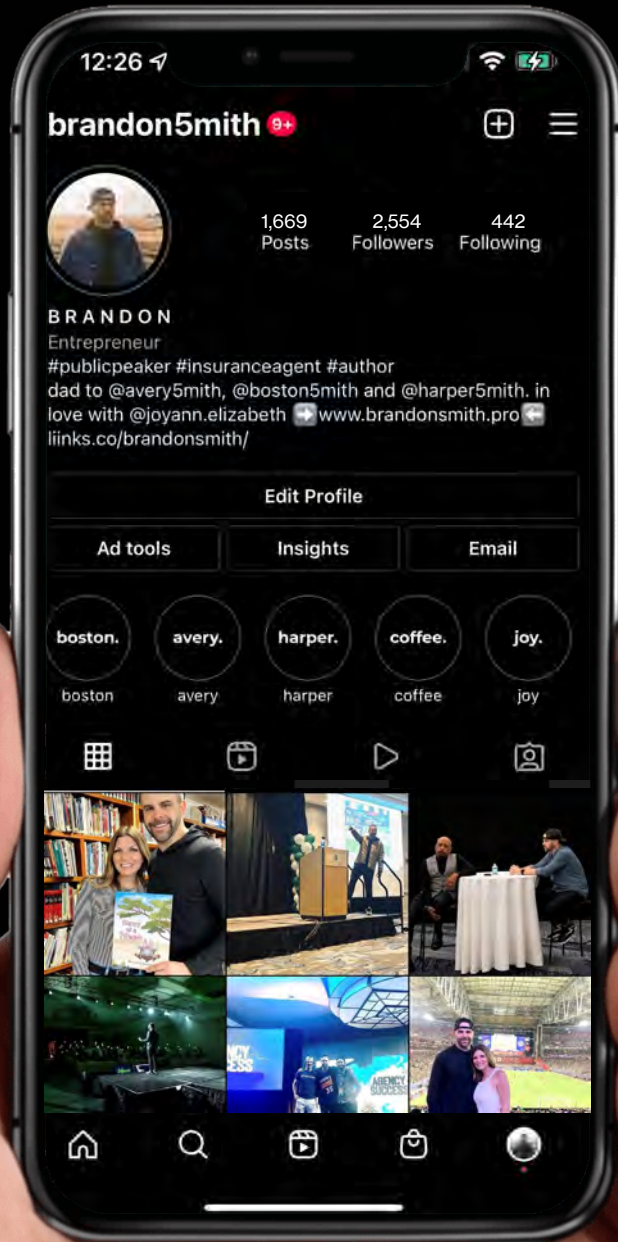 12:26
brandon5mith 9+
1,669 2,554 442
Posts Followers Following
BRANDON
Entrepreneur
#publicpeaker #insuranceagent #author
dad to @avery5mith, @boston5mith and @harper5mith. in
love with @joyann.elizabeth ➡www.brandonsmith.pro⬅
liinks.co/brandonsmith/
Edit Profile
Ad tools Insights Email
boston. avery. harper. coffee. joy.
boston avery harper coffee joy
AGENCY
SUCCESS